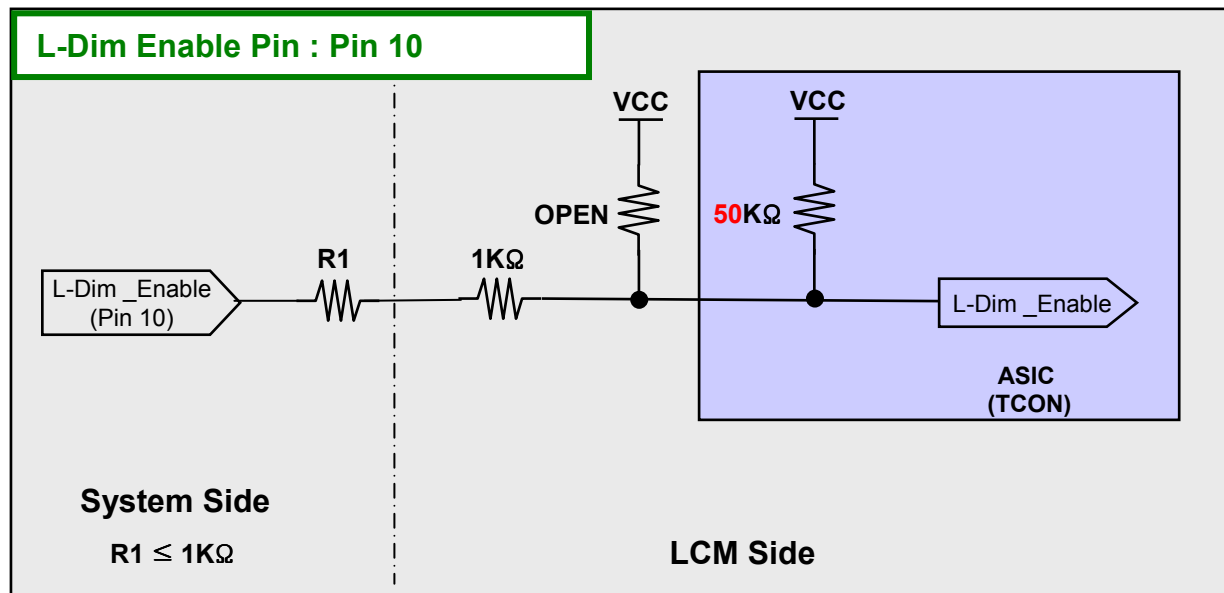 L-Dim Enable Pin : Pin 10
VCC
VCC
OPEN
50KΩ
R1
1KΩ
L-Dim _Enable
(Pin 10)
L-Dim _Enable
ASIC
(TCON)
System Side
R1 ≤ 1KΩ
LCM Side